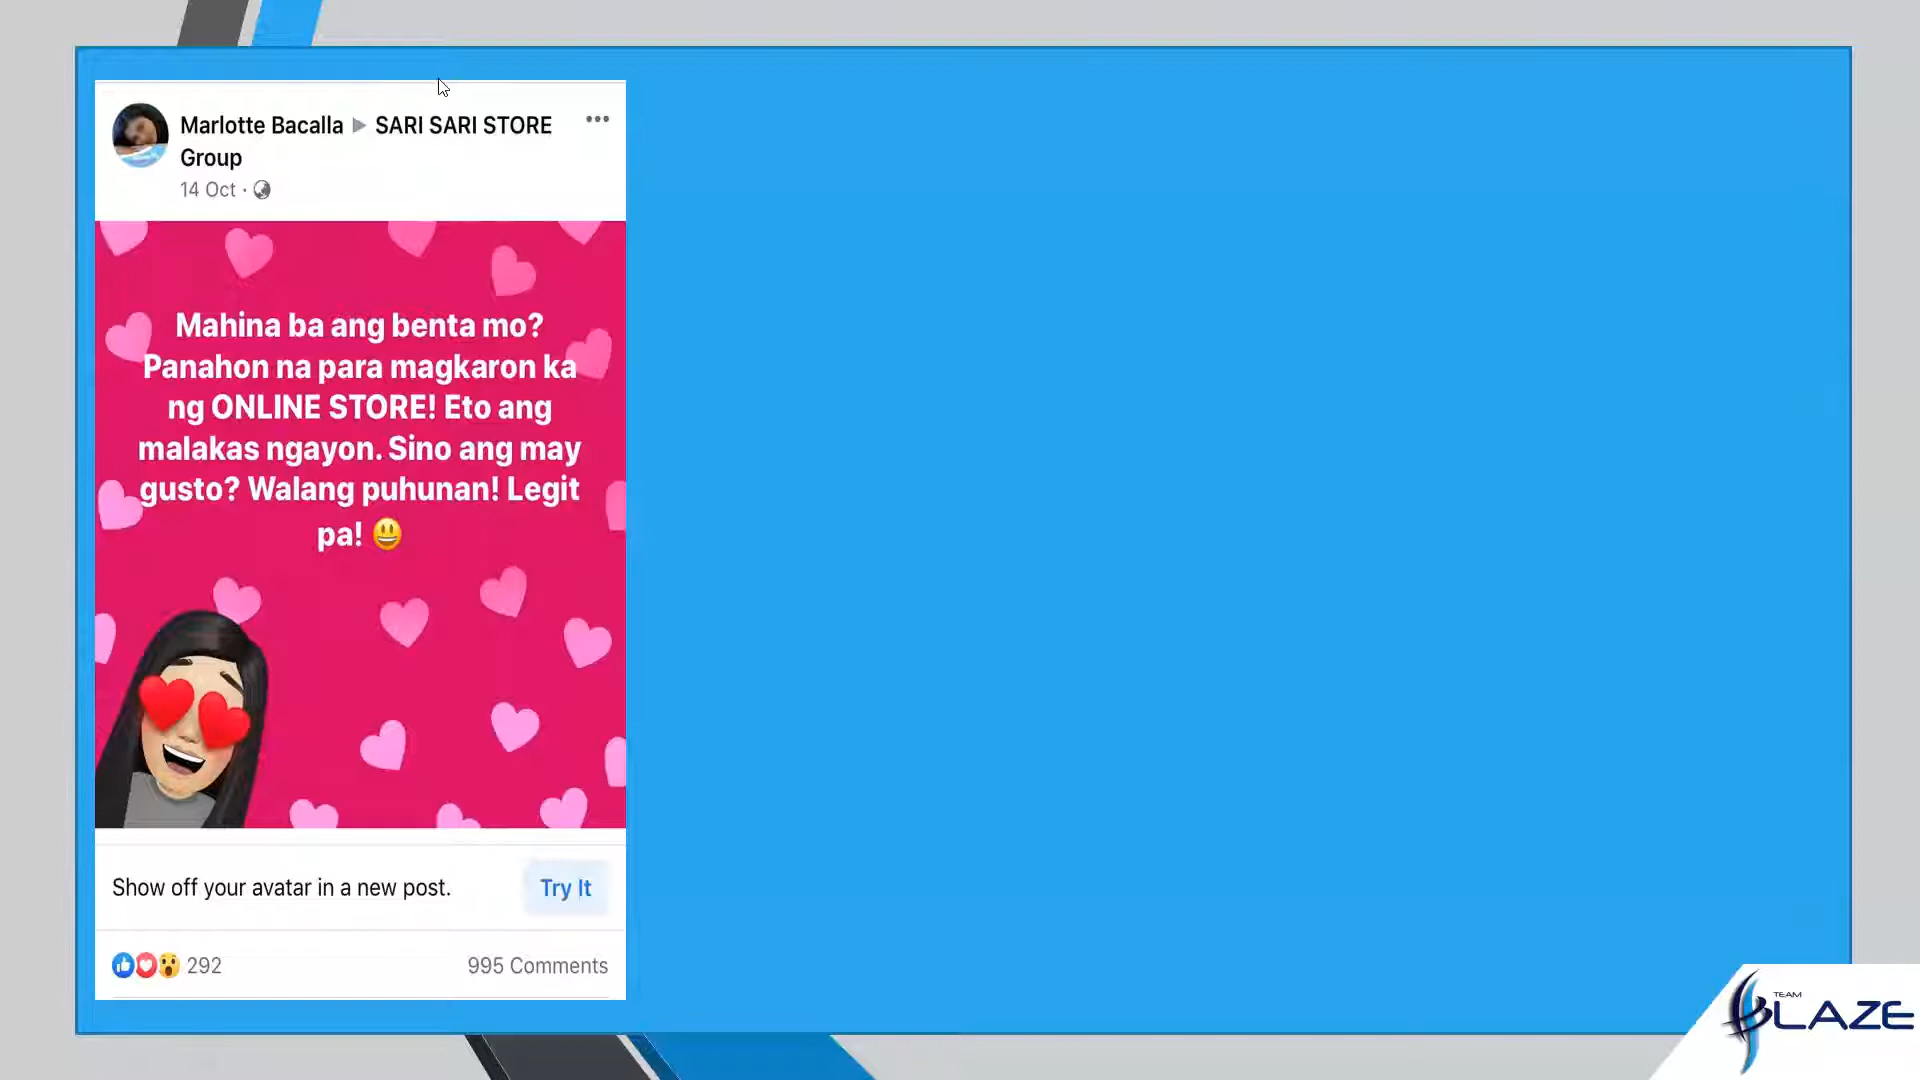 Marlotte Bacalla ▶ SARI SARI STORE
Group
14 Oct ·
Mahina ba ang benta mo?
Panahon na para magkaron ka
ng ONLINE STORE! Eto ang
malakas ngayon. Sino ang may
gusto? Walang puhunan! Legit
pa! 😃
Show off your avatar in a new post.
Try It
292
995 Comments
TEAM
BLAZE